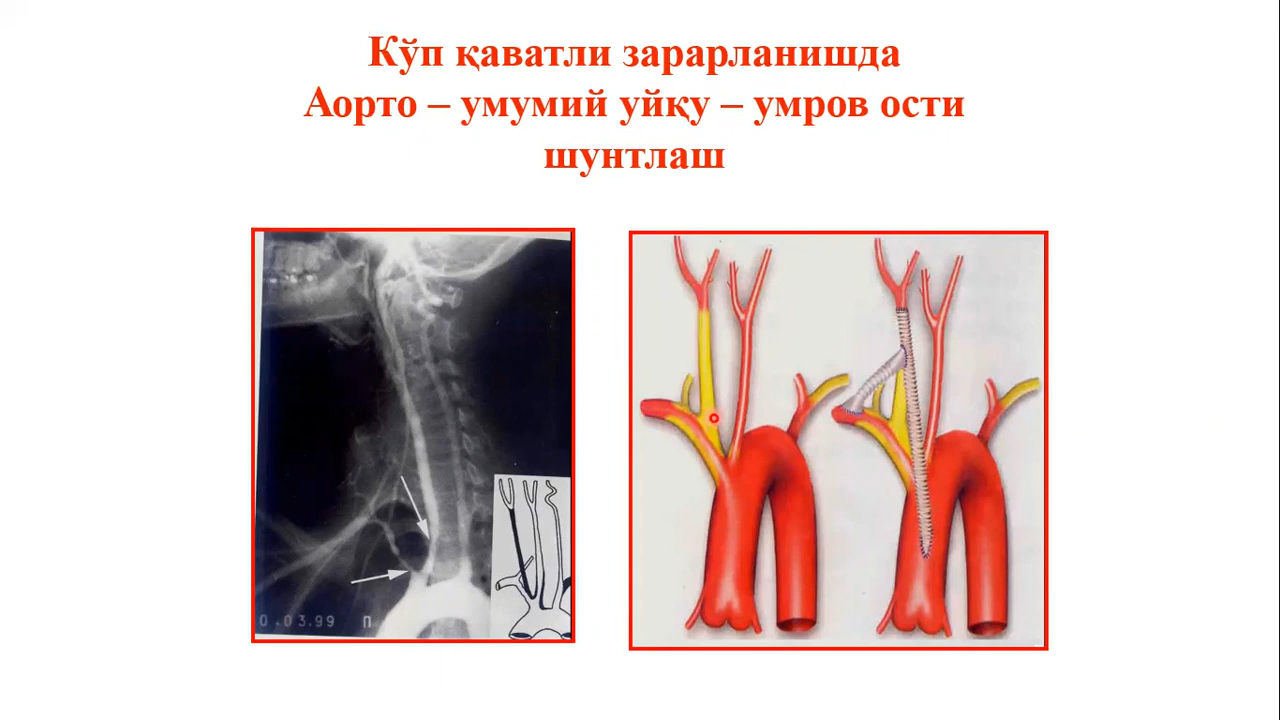 Кўп қаватли зарарланишда
Аорто – умумий уйқу – умров ости
шунтлаш
0.03.99 П